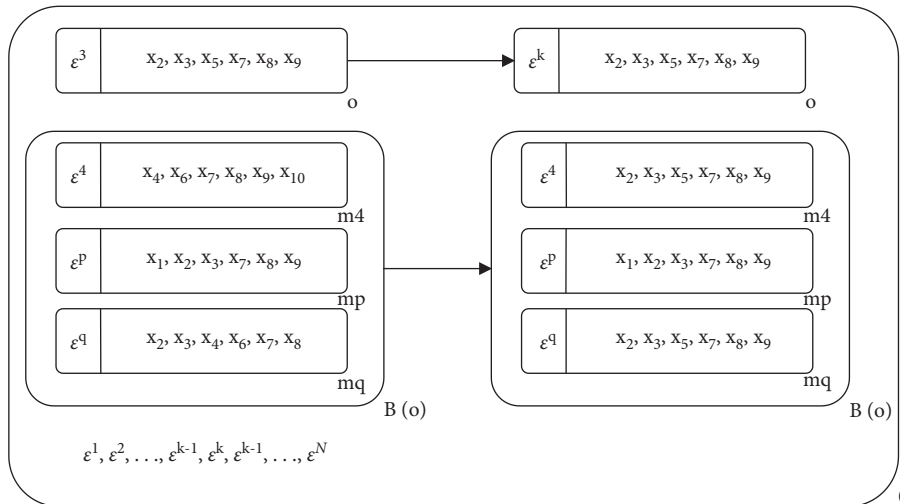 ε³ x₂, x₃, x₅, x₇, x₈, x₉
o
εᵏ x₂, x₃, x₅, x₇, x₈, x₉
o
ε⁴ x₄, x₆, x₇, x₈, x₉, x₁₀
m4
εᵖ x₁, x₂, x₃, x₇, x₈, x₉
mp
ε^q x₂, x₃, x₄, x₆, x₇, x₈
mq
B (o)
ε⁴ x₂, x₃, x₅, x₇, x₈, x₉
m4
εᵖ x₁, x₂, x₃, x₇, x₈, x₉
mp
ε^q x₂, x₃, x₅, x₇, x₈, x₉
mq
B (o)
ε¹, ε², . . ., εᵏ⁻¹, εᵏ, εᵏ⁻¹, . . ., εᴺ